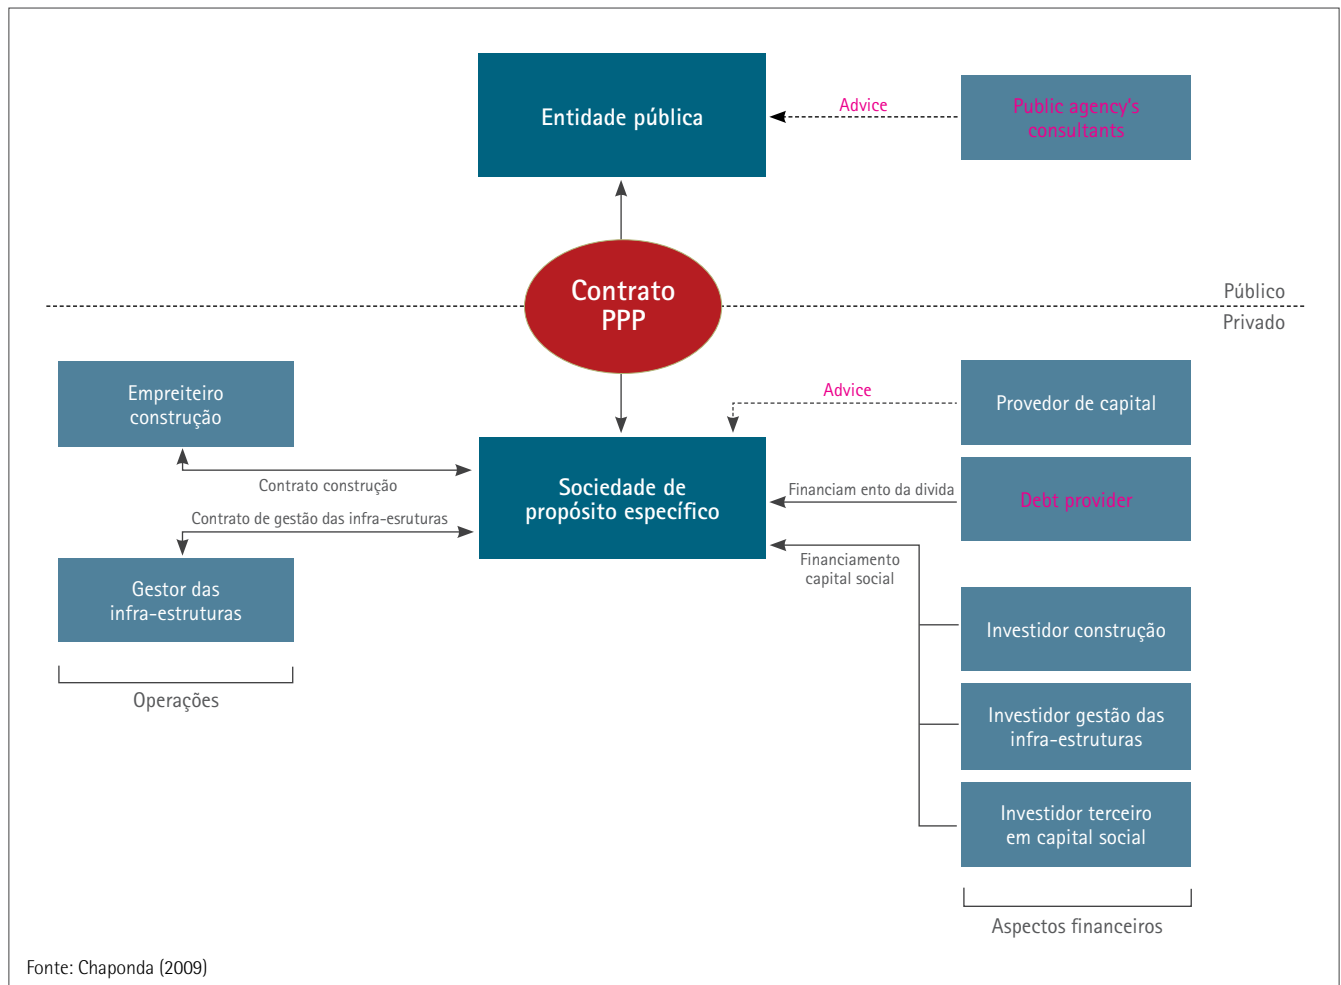 Entidade pública
Advice
Public agency's
consultants
Contrato
PPP
Público
Privado
Empreiteiro
construção
Advice
Provedor de capital
Contrato construção
Sociedade de
propósito específico
Financiam ento da divida
Debt provider
Contrato de gestão das infra-esruturas
Financiamento
capital social
Gestor das
infra-estruturas
Investidor construção
Operações
Investidor gestão das
infra-estruturas
Investidor terceiro
em capital social
Aspectos financeiros
Fonte: Chaponda (2009)